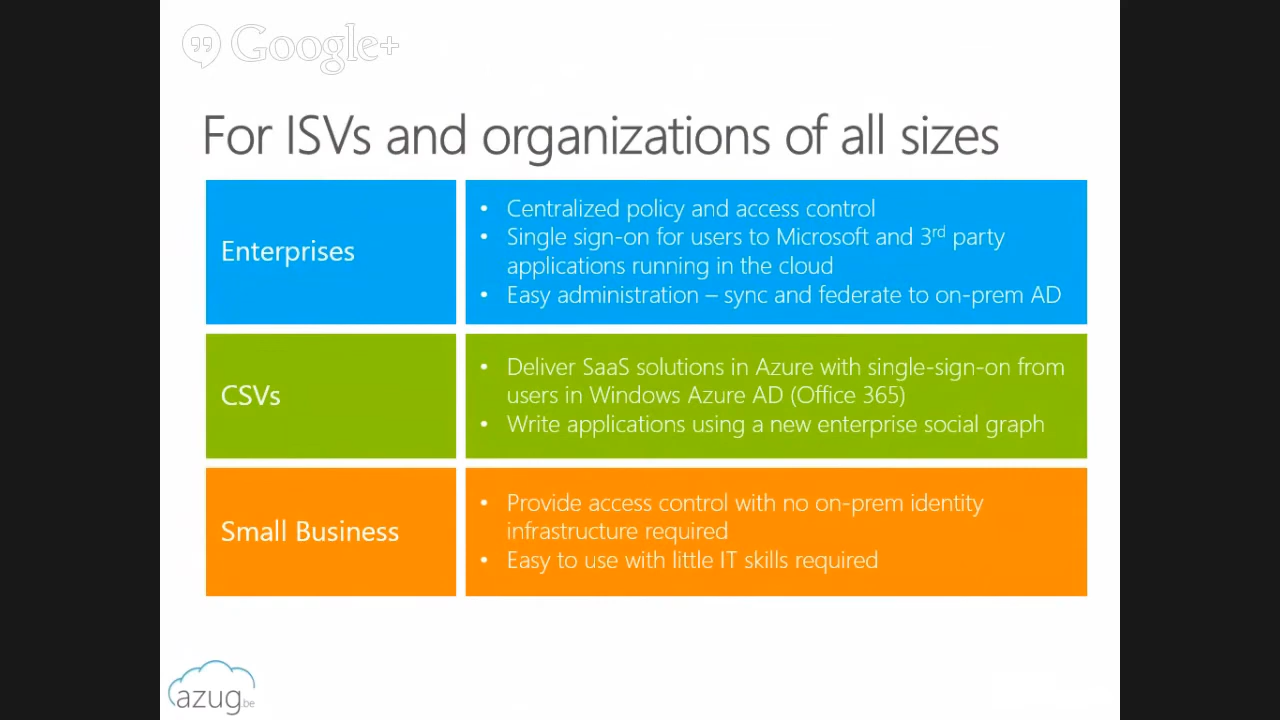 Google+
For ISVs and organizations of all sizes
Enterprises
• Centralized policy and access control
• Single sign-on for users to Microsoft and 3rd party
applications running in the cloud
• Easy administration – sync and federate to on-prem AD
CSVs
• Deliver SaaS solutions in Azure with single-sign-on from
users in Windows Azure AD (Office 365)
• Write applications using a new enterprise social graph
Small Business
• Provide access control with no on-prem identity
infrastructure required
• Easy to use with little IT skills required
azug.be